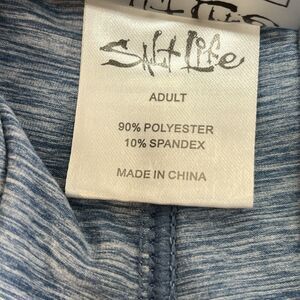 Salt Life
ADULT
90% POLYESTER
10% SPANDEX
MADE IN CHINA